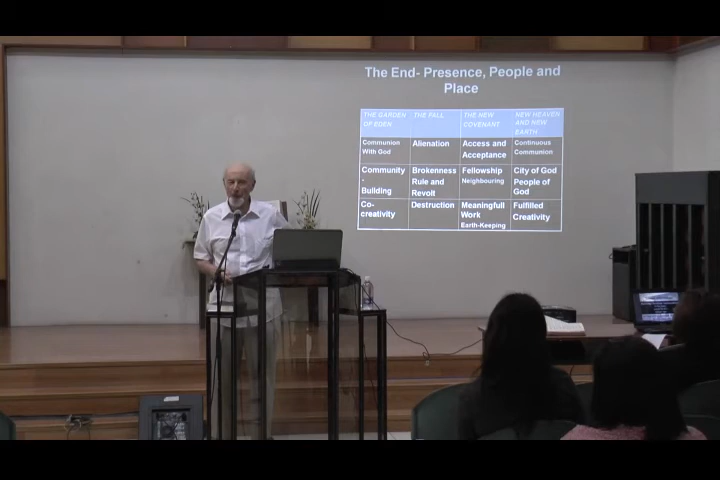 The End- Presence, People and
Place
THE GARDEN OF EDEN THE FALL THE NEW COVENANT NEW HEAVEN AND NEW EARTH
Communion With God Alienation Access and Acceptance Continuous Communion
Community - Building Brokenness Rule and Revolt Fellowship Neighbouring City of God People of God
Co-creativity Destruction Meaningfull Work Earth-Keeping Fulfilled Creativity